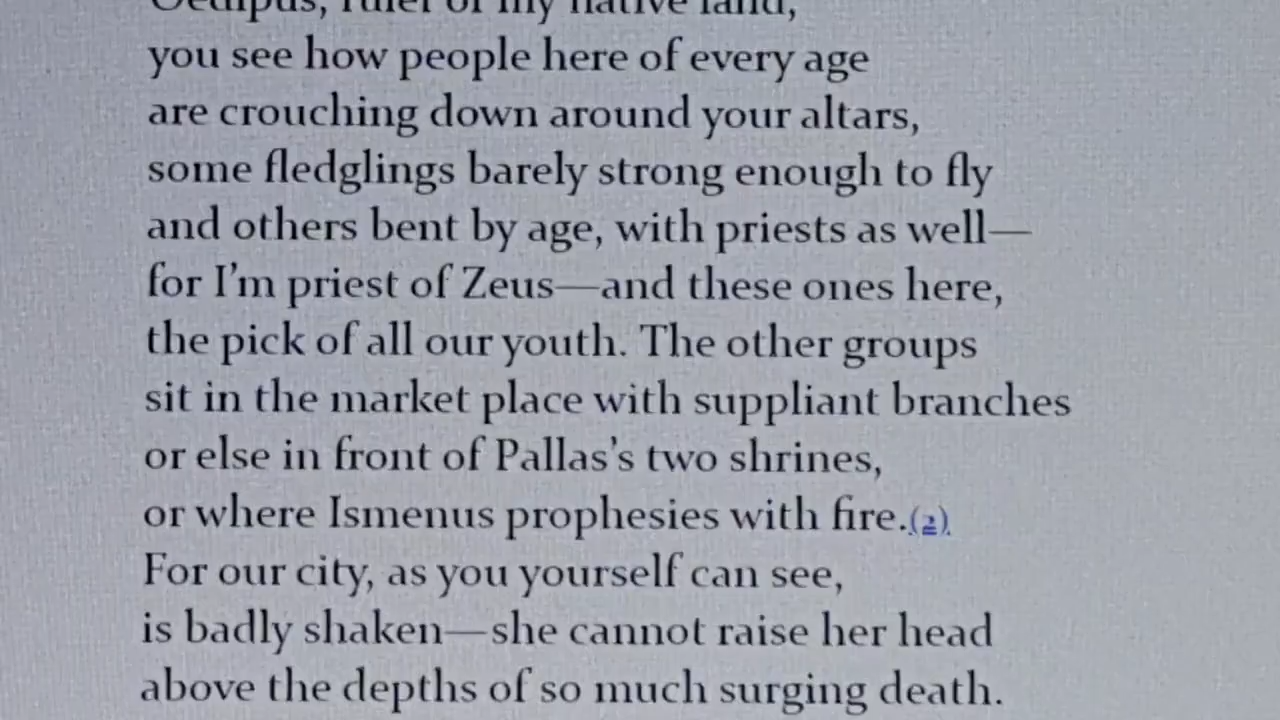 Oedipus, ruler of my native land,
you see how people here of every age
are crouching down around your altars,
some fledglings barely strong enough to fly
and others bent by age, with priests as well—
for I’m priest of Zeus—and these ones here,
the pick of all our youth. The other groups
sit in the market place with suppliant branches
or else in front of Pallas’s two shrines,
or where Ismenus prophesies with fire.(2)
For our city, as you yourself can see,
is badly shaken—she cannot raise her head
above the depths of so much surging death.